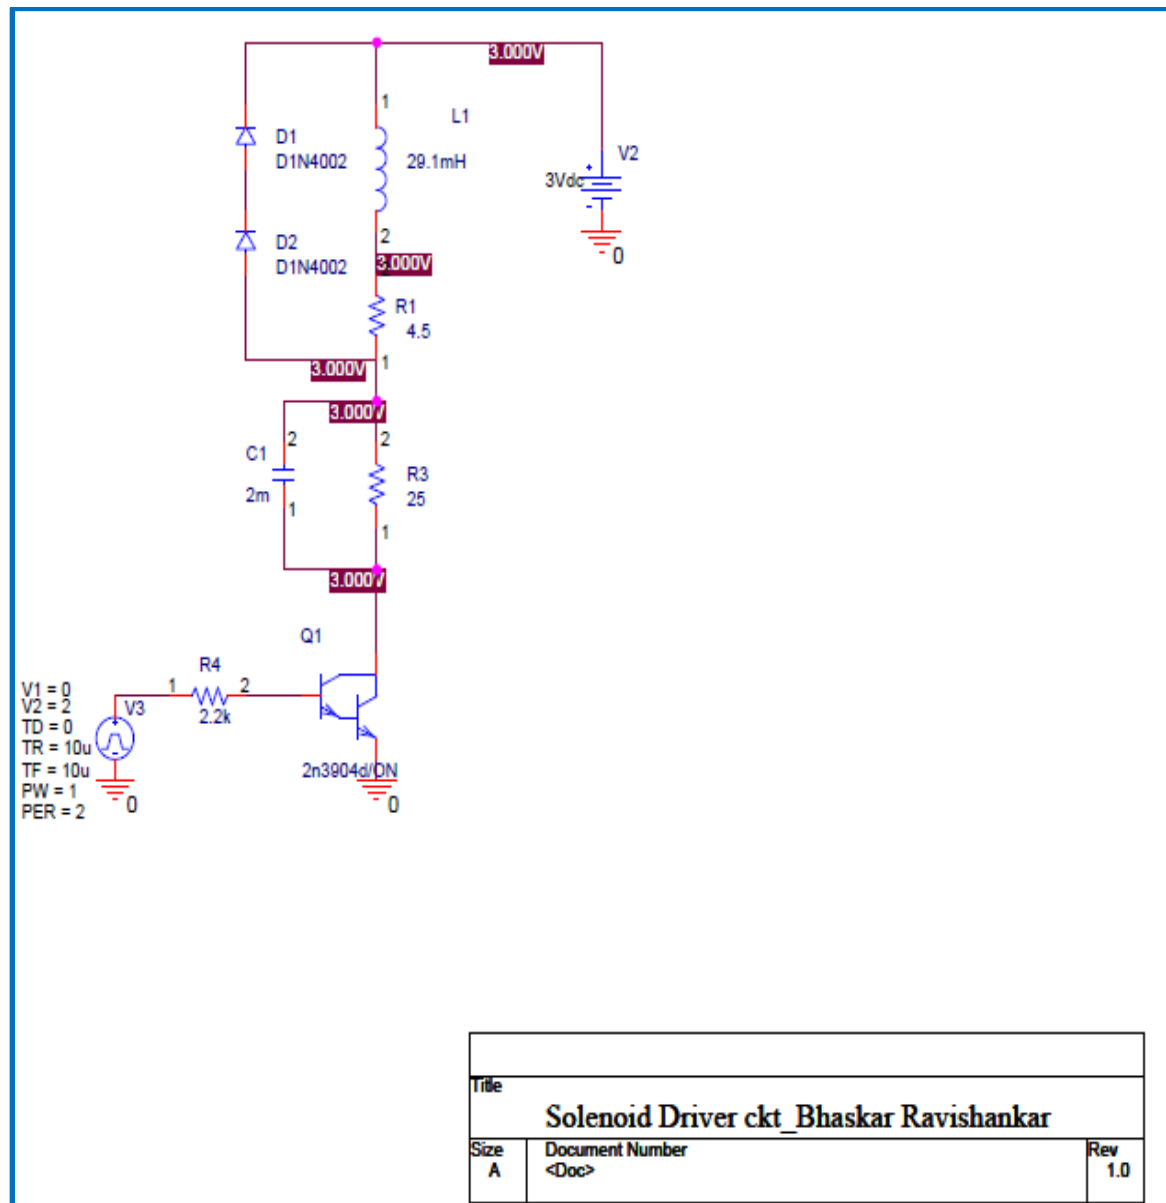 3.000V
1
L1
D1
D1N4002
29.1mH
V2
3Vdc
0
D2
D1N4002
2
3.000V
R1
4.5
1
3.000V
3.000V
2
2
C1
R3
2m
25
1
1
3.000V
Q1
R4
1
2
2.2k
V1 = 0
V2 = 2
TD = 0
TR = 10u
TF = 10u
PW = 1
PER = 2
V3
0
2n3904d/ON
0
Title
Solenoid Driver ckt_Bhaskar Ravishankar
Size
A
Document Number
<Doc>
Rev
1.0